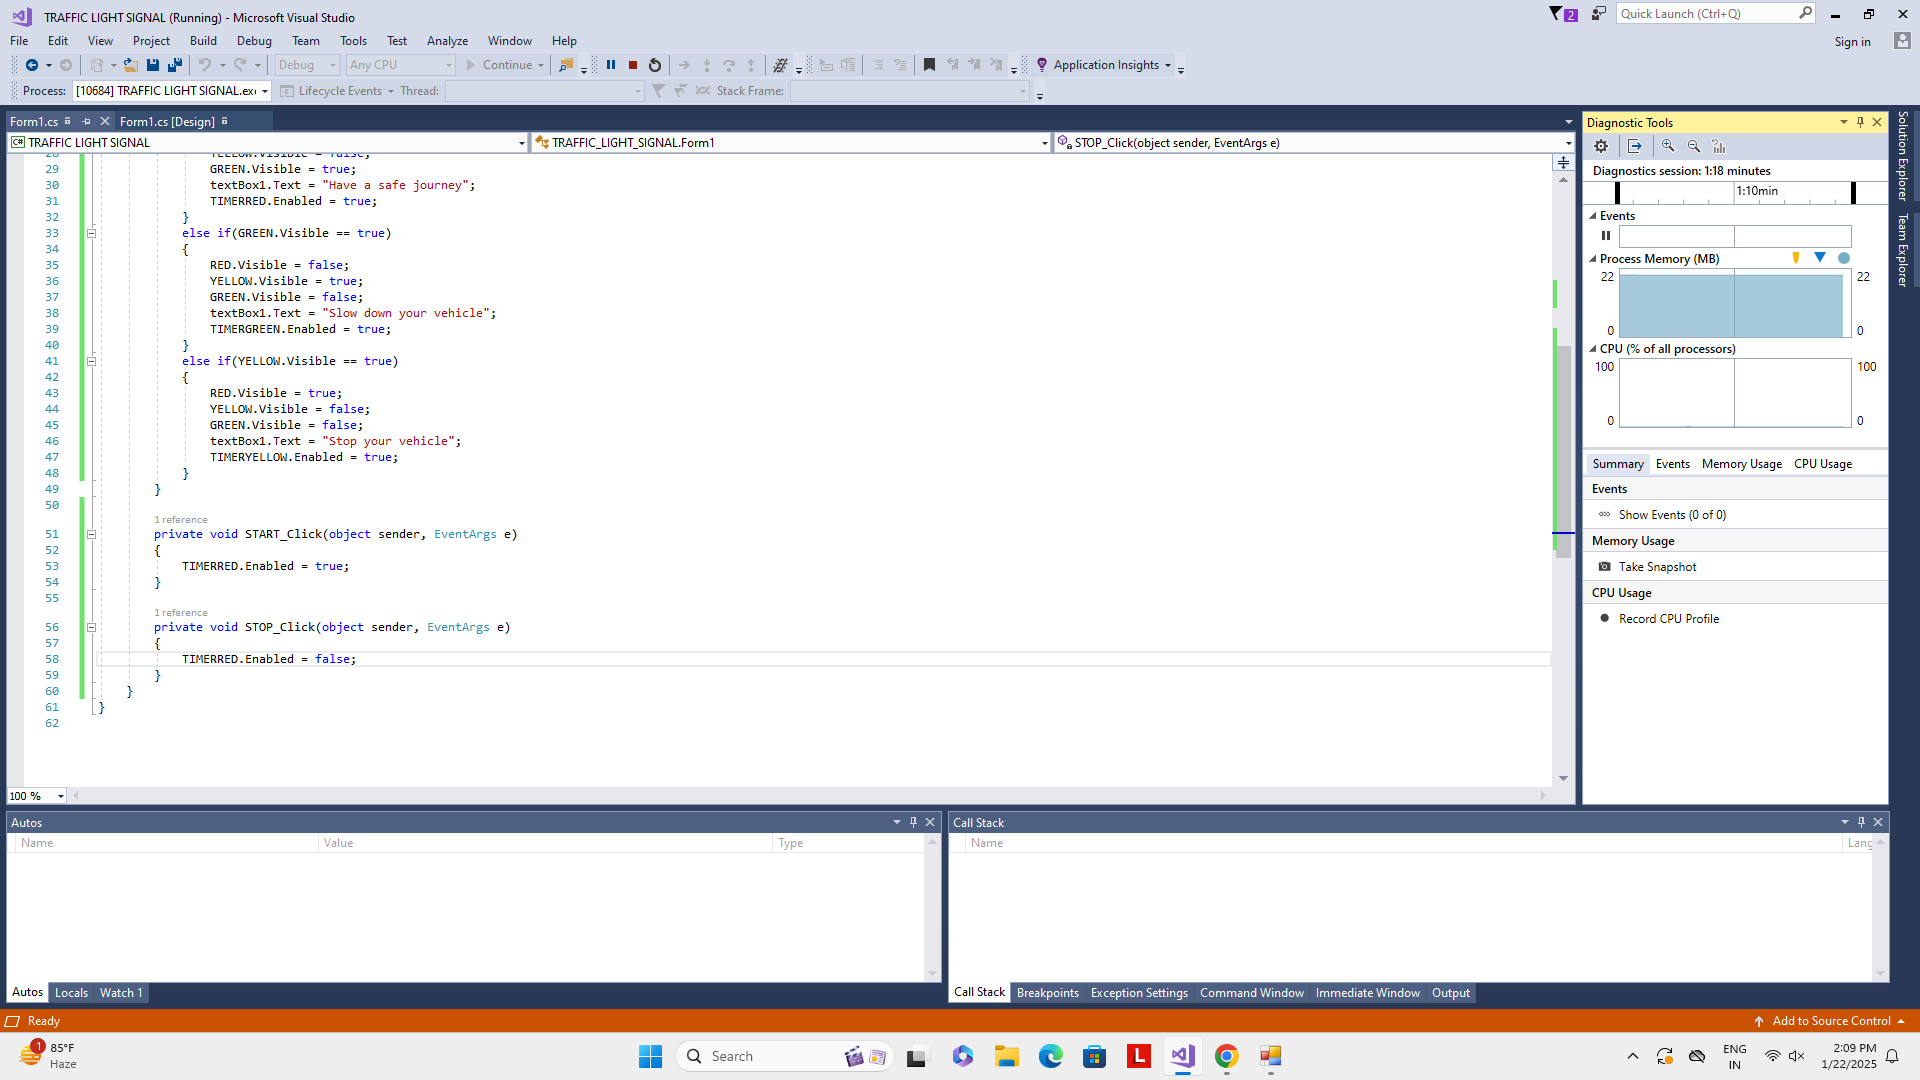 TRAFFIC LIGHT SIGNAL (Running) - Microsoft Visual Studio
2
Quick Launch (Ctrl+Q)
File Edit View Project Build Debug Team Tools Test Analyze Window Help
Sign in
Debug Any CPU Continue Application Insights
Process: [10684] TRAFFIC LIGHT SIGNAL.exe Lifecycle Events Thread: Stack Frame:
Form1.cs Form1.cs [Design]
C# TRAFFIC LIGHT SIGNAL TRAFFIC_LIGHT_SIGNAL.Form1 STOP_Click(object sender, EventArgs e)
28 YELLOW.Visible = false;
29 GREEN.Visible = true;
30 textBox1.Text = "Have a safe journey";
31 TIMERRED.Enabled = true;
32 }
33 else if(GREEN.Visible == true)
34 {
35 RED.Visible = false;
36 YELLOW.Visible = true;
37 GREEN.Visible = false;
38 textBox1.Text = "Slow down your vehicle";
39 TIMERGREEN.Enabled = true;
40 }
41 else if(YELLOW.Visible == true)
42 {
43 RED.Visible = true;
44 YELLOW.Visible = false;
45 GREEN.Visible = false;
46 textBox1.Text = "Stop your vehicle";
47 TIMERYELLOW.Enabled = true;
48 }
49 }
50
1 reference
51 private void START_Click(object sender, EventArgs e)
52 {
53 TIMERRED.Enabled = true;
54 }
55
1 reference
56 private void STOP_Click(object sender, EventArgs e)
57 {
58 TIMERRED.Enabled = false;
59 }
60 }
61 }
62
100 %
Diagnostic Tools
Diagnostics session: 1:18 minutes
1:10min
Events
Process Memory (MB)
22 22
0 0
CPU (% of all processors)
100 100
0 0
Summary Events Memory Usage CPU Usage
Events
Show Events (0 of 0)
Memory Usage
Take Snapshot
CPU Usage
Record CPU Profile
Solution Explorer
Team Explorer
Autos
Name Value Type
Autos Locals Watch 1
Call Stack
Name Lang
Call Stack Breakpoints Exception Settings Command Window Immediate Window Output
Ready
Add to Source Control
1
85°F
Haze
Search
L
ENG
IN
2:09 PM
1/22/2025